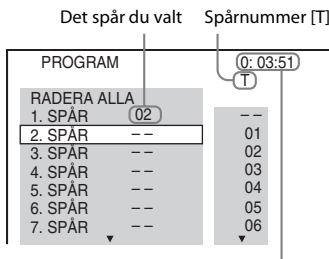 Det spår du valt Spårnummer [T]
PROGRAM 0: 03:51
T
RADERA ALLA
1. SPÅR 02 – –
2. SPÅR – – 01
3. SPÅR – – 02
4. SPÅR – – 03
5. SPÅR – – 04
6. SPÅR – – 05
7. SPÅR – – 06